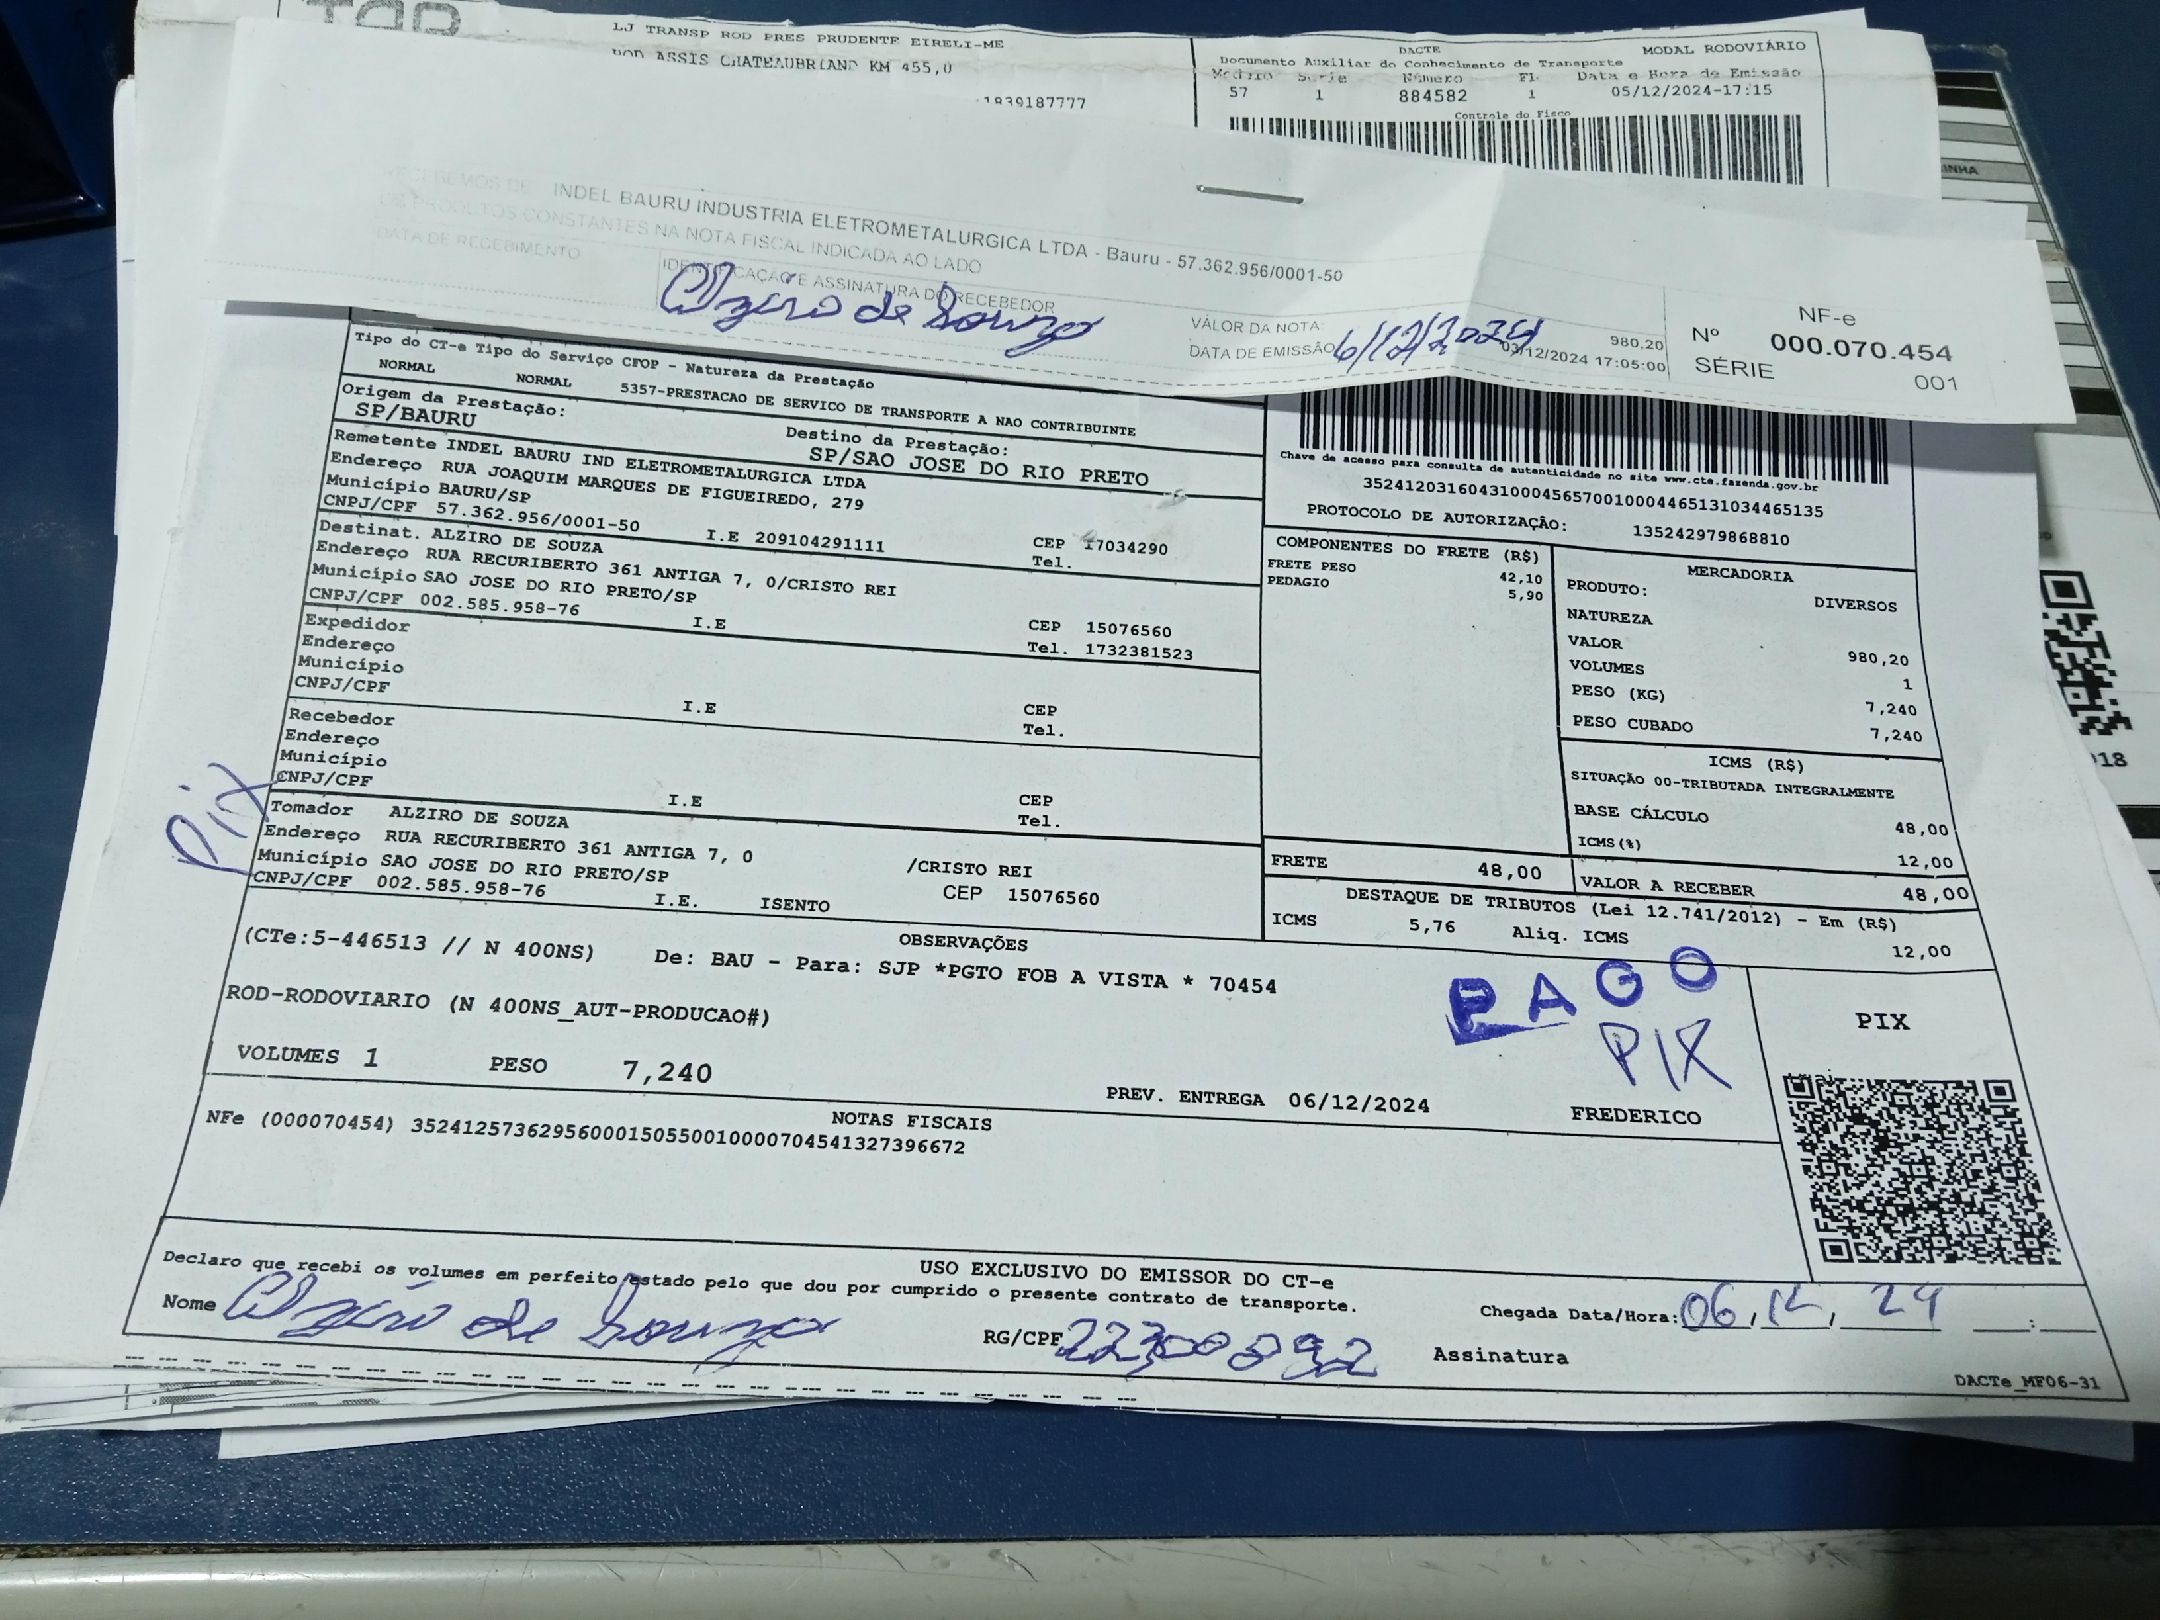 LJ TRANSP ROD PRES PRUDENTE EIRELI-ME
ROD ASSIS CHATEAUBRIAND KM 455,0
1839187777
DACTE
MODAL RODOVIÁRIO
Documento Auxiliar do Conhecimento de Transporte
Modelo Serie Número Fl Data e Hora de Emissão
57 1 884582 1 05/12/2024-17:15
Controle do Fisco
RECEBEMOS DE INDEL BAURU INDUSTRIA ELETROMETALURGICA LTDA - Bauru - 57.362.956/0001-50
OS PRODUTOS CONSTANTES NA NOTA FISCAL INDICADA AO LADO
DATA DE RECEBIMENTO
IDENTIFICAÇÃO E ASSINATURA DO RECEBEDOR
Alziro de Souza
VALOR DA NOTA: 980,20
DATA DE EMISSÃO 03/12/2024 17:05:00
6/12/2024
NF-e
Nº 000.070.454
SÉRIE 001
Tipo do CT-e Tipo do Serviço CFOP - Natureza da Prestação
NORMAL NORMAL 5357-PRESTACAO DE SERVICO DE TRANSPORTE A NAO CONTRIBUINTE
Origem da Prestação: Destino da Prestação:
SP/BAURU SP/SAO JOSE DO RIO PRETO
Remetente INDEL BAURU IND ELETROMETALURGICA LTDA
Endereço RUA JOAQUIM MARQUES DE FIGUEIREDO, 279
Município BAURU/SP CEP 17034290
CNPJ/CPF 57.362.956/0001-50 I.E 209104291111 Tel.
Destinat. ALZIRO DE SOUZA
Endereço RUA RECURIBERTO 361 ANTIGA 7, 0/CRISTO REI
Município SAO JOSE DO RIO PRETO/SP CEP 15076560
CNPJ/CPF 002.585.958-76 I.E Tel. 1732381523
Expedidor
Endereço
Município CEP
CNPJ/CPF I.E Tel.
Recebedor
Endereço
Município CEP
CNPJ/CPF I.E Tel.
Tomador ALZIRO DE SOUZA
Endereço RUA RECURIBERTO 361 ANTIGA 7, 0 /CRISTO REI
Município SAO JOSE DO RIO PRETO/SP CEP 15076560
CNPJ/CPF 002.585.958-76 I.E. ISENTO
Pix
Chave de acesso para consulta de autenticidade no site www.cte.fazenda.gov.br
35241203160431000456570010004465131034465135
PROTOCOLO DE AUTORIZAÇÃO: 135242979868810
COMPONENTES DO FRETE (R$)
FRETE PESO 42,10
PEDAGIO 5,90
MERCADORIA
PRODUTO: DIVERSOS
NATUREZA
VALOR 980,20
VOLUMES 1
PESO (KG) 7,240
PESO CUBADO 7,240
ICMS (R$)
SITUAÇÃO 00-TRIBUTADA INTEGRALMENTE
BASE CÁLCULO 48,00
ICMS(%) 12,00
FRETE 48,00 VALOR A RECEBER 48,00
DESTAQUE DE TRIBUTOS (Lei 12.741/2012) - Em (R$)
ICMS 5,76 Aliq. ICMS 12,00
OBSERVAÇÕES
(CTe:5-446513 // N 400NS) De: BAU - Para: SJP *PGTO FOB A VISTA * 70454
ROD-RODOVIARIO (N 400NS_AUT-PRODUCAO#)
PAGO
PIX
PIX
VOLUMES 1 PESO 7,240
PREV. ENTREGA 06/12/2024 FREDERICO
NOTAS FISCAIS
NFe (000070454) 35241257362956000150550010000704541327396672
USO EXCLUSIVO DO EMISSOR DO CT-e
Declaro que recebi os volumes em perfeito estado pelo que dou por cumprido o presente contrato de transporte.
Nome Alziro de Souza RG/CPF Assinatura
Chegada Data/Hora: 06, 12, 24 :
DACTe_MF06-31